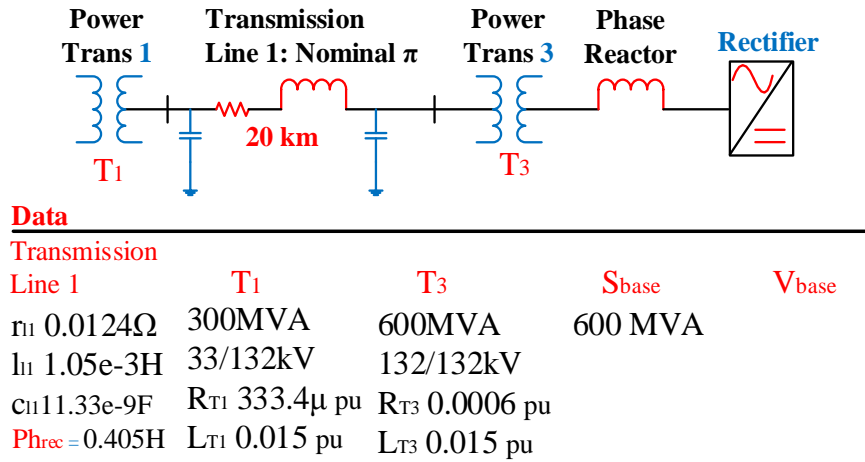 Power Trans 1
Transmission Line 1: Nominal π
Power Trans 3
Phase Reactor
Rectifier
20 km
T1
T3
Data
Transmission Line 1 T1 T3 Sbase Vbase
rl1 0.0124Ω 300MVA 600MVA 600 MVA
ll1 1.05e-3H 33/132kV 132/132kV
cl111.33e-9F RT1 333.4μ pu RT3 0.0006 pu
Phrec = 0.405H LT1 0.015 pu LT3 0.015 pu